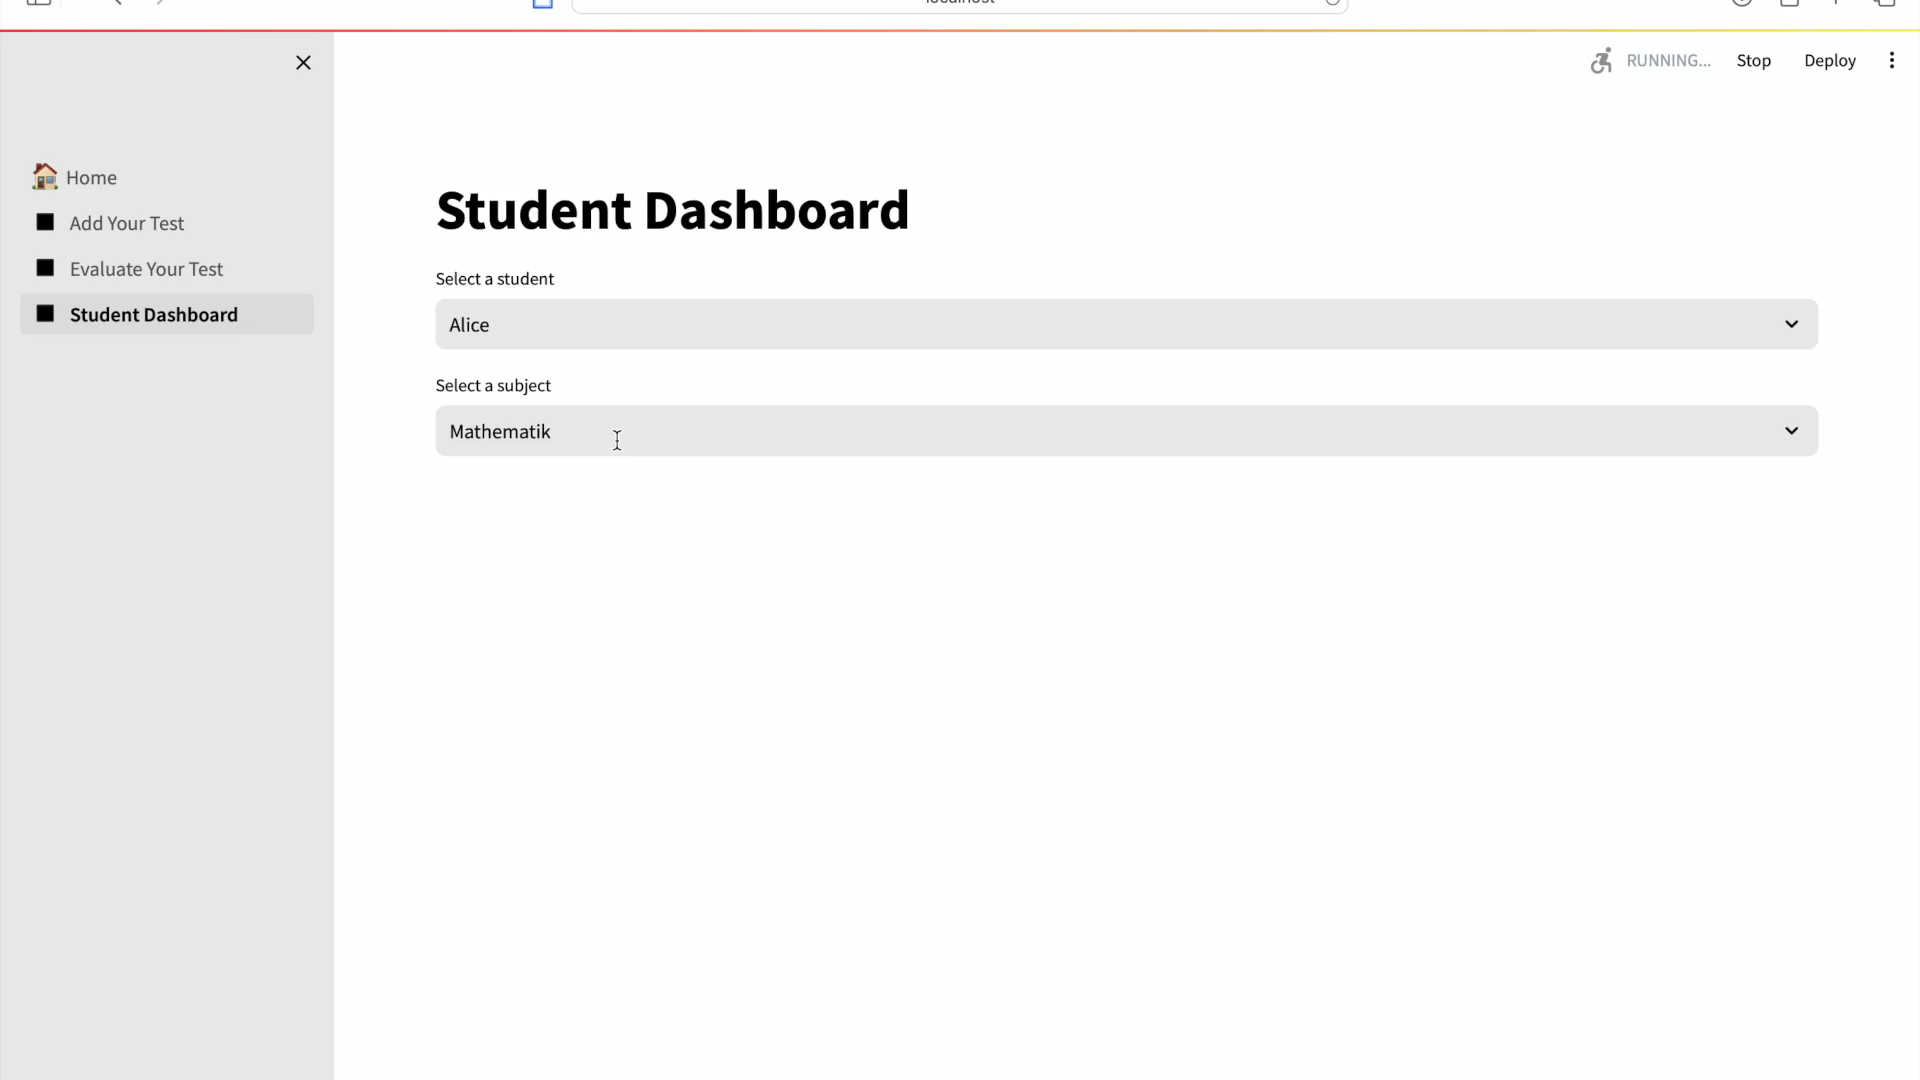 RUNNING...
Stop
Deploy
Home
Add Your Test
Evaluate Your Test
Student Dashboard
Student Dashboard
Select a student
Alice
Select a subject
Mathematik